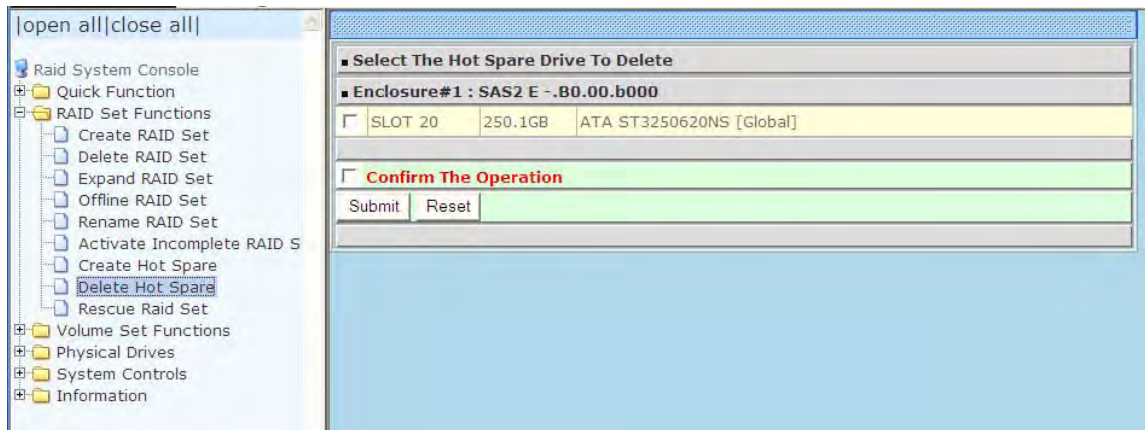 |open all|close all|
Raid System Console
Quick Function
RAID Set Functions
Create RAID Set
Delete RAID Set
Expand RAID Set
Offline RAID Set
Rename RAID Set
Activate Incomplete RAID S
Create Hot Spare
Delete Hot Spare
Rescue Raid Set
Volume Set Functions
Physical Drives
System Controls
Information
Select The Hot Spare Drive To Delete
Enclosure#1 : SAS2 E -.B0.00.b000
SLOT 20 250.1GB ATA ST3250620NS [Global]
Confirm The Operation
Submit Reset